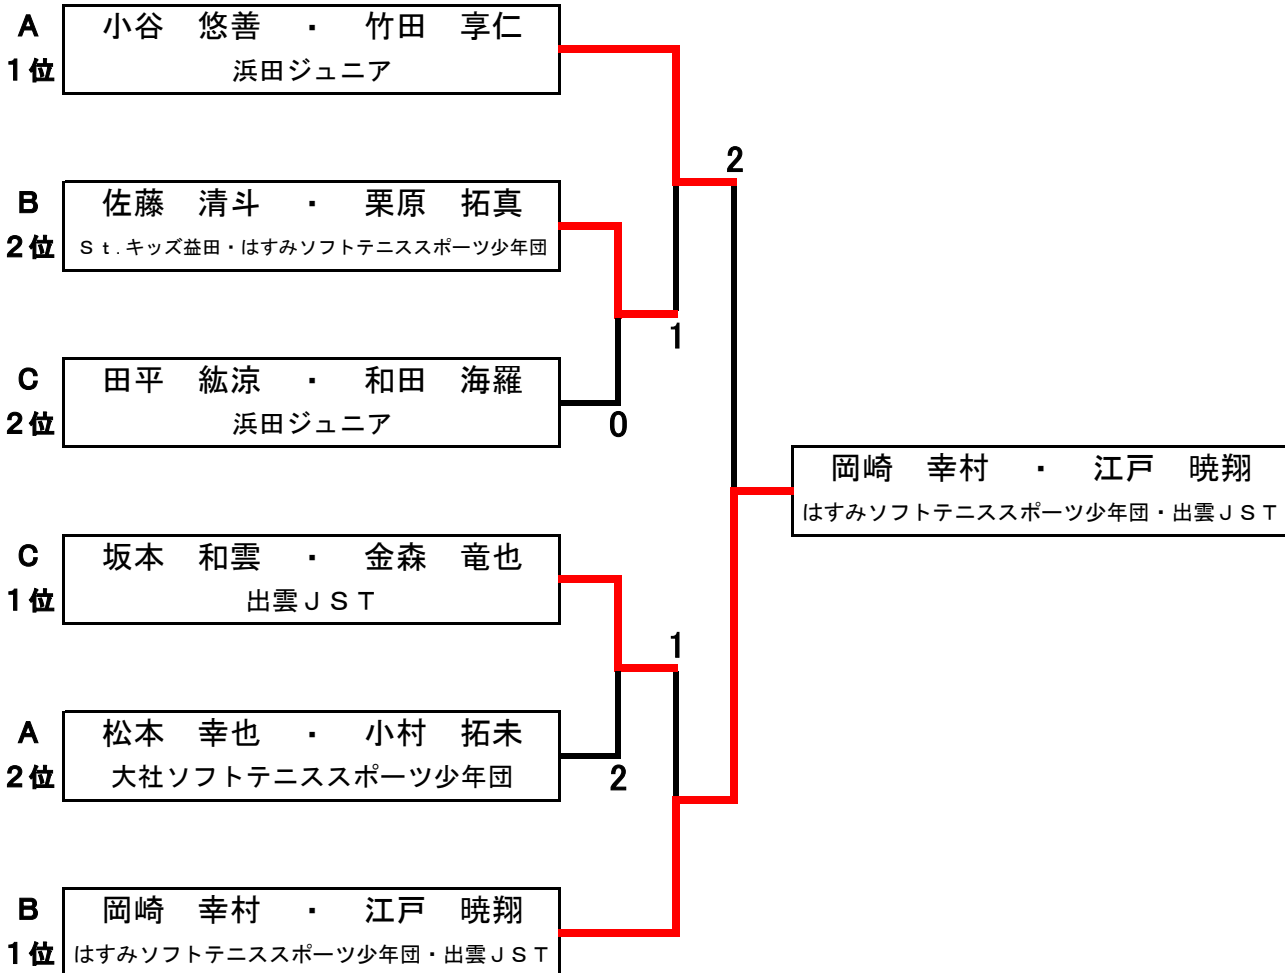 A
1位
小谷　悠善　・　竹田　享仁
浜田ジュニア
2
B
2位
佐藤　清斗　・　栗原　拓真
Ｓｔ.キッズ益田・はすみソフトテニススポーツ少年団
1
C
2位
田平　紘涼　・　和田　海羅
浜田ジュニア
0
岡崎　幸村　・　江戸　暁翔
はすみソフトテニススポーツ少年団・出雲ＪＳＴ
C
1位
坂本　和雲　・　金森　竜也
出雲ＪＳＴ
1
A
2位
松本　幸也　・　小村　拓未
大社ソフトテニススポーツ少年団
2
B
1位
岡崎　幸村　・　江戸　暁翔
はすみソフトテニススポーツ少年団・出雲ＪＳＴ